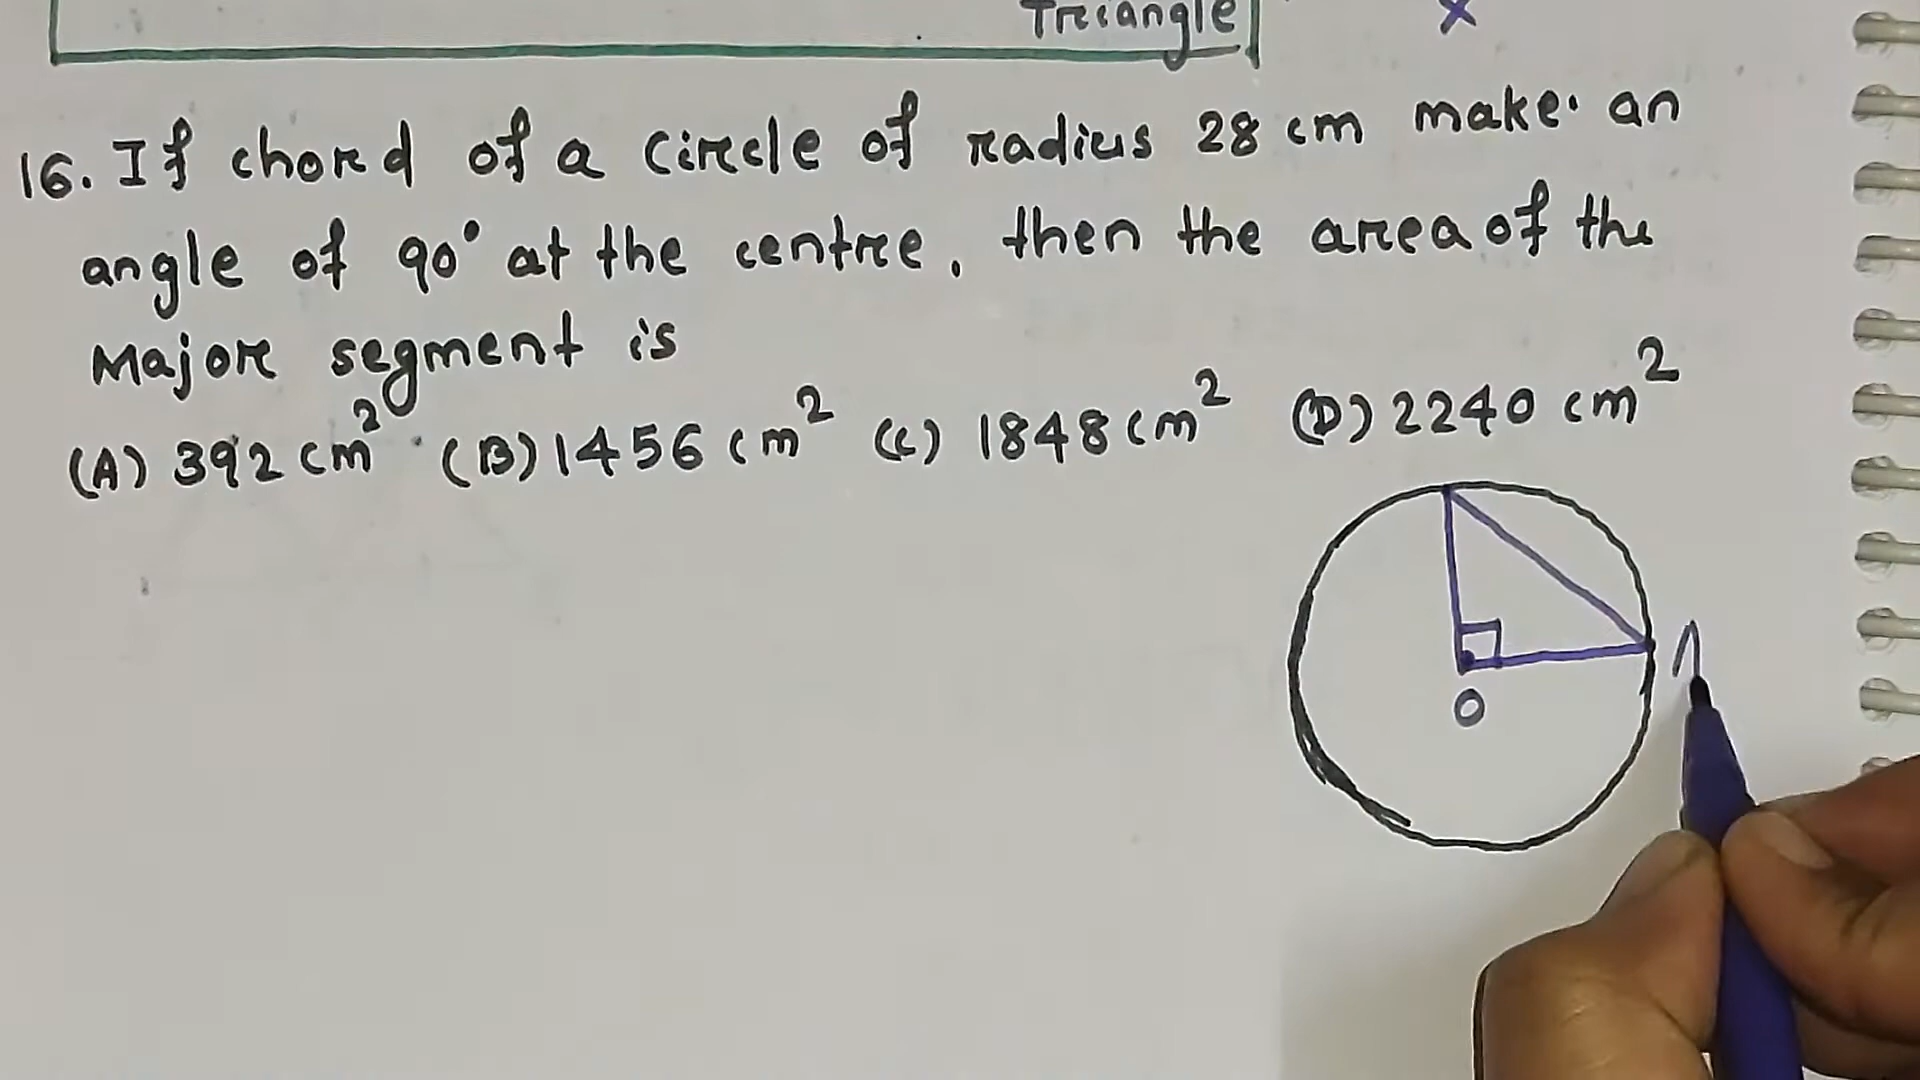 Triangle
x
16. If chord of a circle of radius 28 cm make an
angle of 90° at the centre, then the area of the
Major segment is
(A) 392 cm² (B) 1456 cm² (C) 1848 cm² (D) 2240 cm²
O